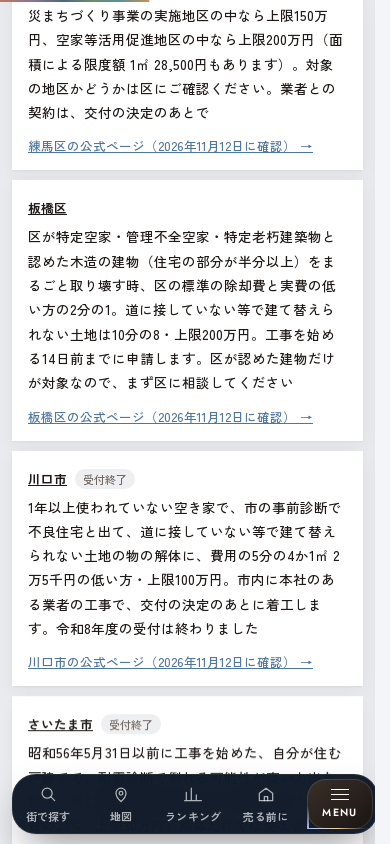 災まちづくり事業の実施地区の中なら上限150万
円、空家等活用促進地区の中なら上限200万円（面
積による限度額 1㎡ 28,500円もあります）。対象
の地区かどうかは区にご確認ください。業者との
契約は、交付の決定のあとで
練馬区の公式ページ（2026年11月12日に確認） →
板橋区
区が特定空家・管理不全空家・特定老朽建築物と
認めた木造の建物（住宅の部分が半分以上）をま
るごと取り壊す時、区の標準の除却費と実費の低
い方の2分の1。道に接していない等で建て替えら
れない土地は10分の8・上限200万円。工事を始め
る14日前までに申請します。区が認めた建物だけ
が対象なので、まず区に相談してください
板橋区の公式ページ（2026年11月12日に確認） →
川口市 受付終了
1年以上使われていない空き家で、市の事前診断で
不良住宅と出て、道に接していない等で建て替え
られない土地の物の解体に、費用の5分の4か1㎡ 2
万5千円の低い方・上限100万円。市内に本社のあ
る業者の工事で、交付の決定のあとに着工しま
す。令和8年度の受付は終わりました
川口市の公式ページ（2026年11月12日に確認） →
さいたま市 受付終了
昭和56年5月31日以前に工事を始めた、自分が住む
街で探す 地図 ランキング 売る前に MENU